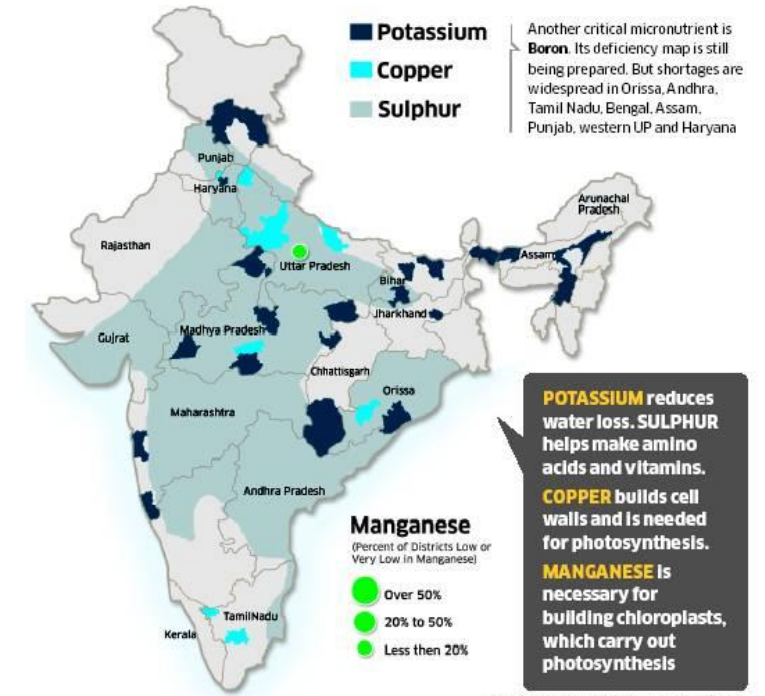 Potassium
Copper
Sulphur
Another critical micronutrient is
Boron. Its deficiency map is still
being prepared. But shortages are
widespread in Orissa, Andhra,
Tamil Nadu, Bengal, Assam,
Punjab, western UP and Haryana
Punjab
Haryana
Arunachal
Pradesh
Rajasthan
Assam
Uttar Pradesh
Bihar
Jharkhand
Gujrat
Madhya Pradesh
Chhattisgarh
Orissa
Maharashtra
Andhra Pradesh
TamilNadu
Kerala
Manganese
(Percent of Districts Low or
Very Low in Manganese)
Over 50%
20% to 50%
Less then 20%
POTASSIUM reduces
water loss. SULPHUR
helps make amino
acids and vitamins.
COPPER builds cell
walls and is needed
for photosynthesis.
MANGANESE is
necessary for
building chloroplasts,
which carry out
photosynthesis